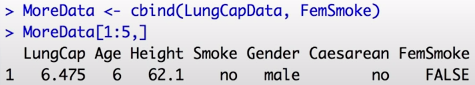 > MoreData <- cbind(LungCapData, FemSmoke)
> MoreData[1:5,]
LungCap Age Height Smoke Gender Caesarean FemSmoke
1 6.475 6 62.1 no male no FALSE